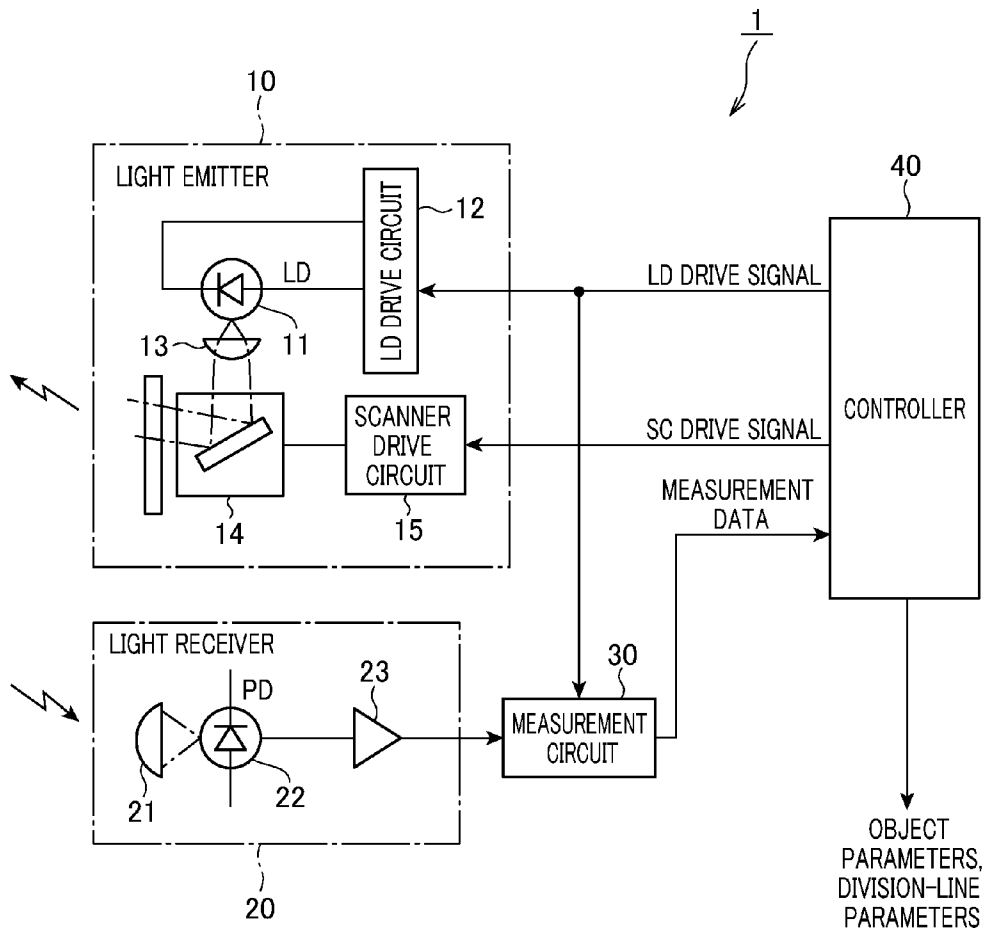 1
10
LIGHT EMITTER
LD DRIVE CIRCUIT
12
40
LD
11
13
LD DRIVE SIGNAL
CONTROLLER
SCANNER
DRIVE
CIRCUIT
SC DRIVE SIGNAL
14
15
MEASUREMENT
DATA
LIGHT RECEIVER
PD
23
30
MEASUREMENT
CIRCUIT
21
22
20
OBJECT
PARAMETERS,
DIVISION-LINE
PARAMETERS